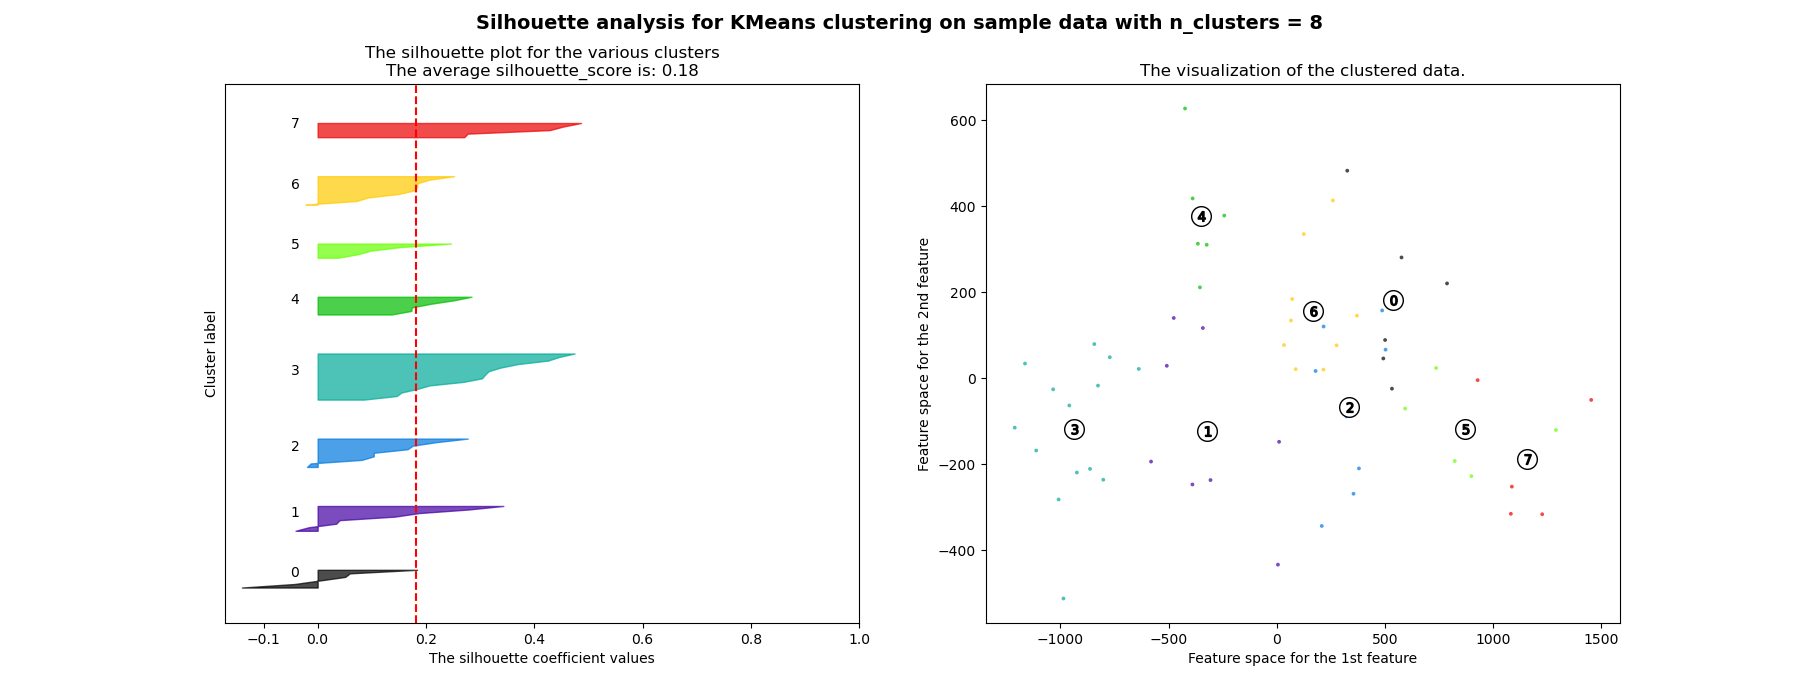 Silhouette analysis for KMeans clustering on sample data with n_clusters = 8
The silhouette plot for the various clusters
The average silhouette_score is: 0.18
7
6
5
4
3
2
1
0
Cluster label
−0.1 0.0 0.2 0.4 0.6 0.8 1.0
The silhouette coefficient values
The visualization of the clustered data.
600
400
200
0
−200
−400
Feature space for the 2nd feature
4
0
6
2
3
1
5
7
−1000 −500 0 500 1000 1500
Feature space for the 1st feature